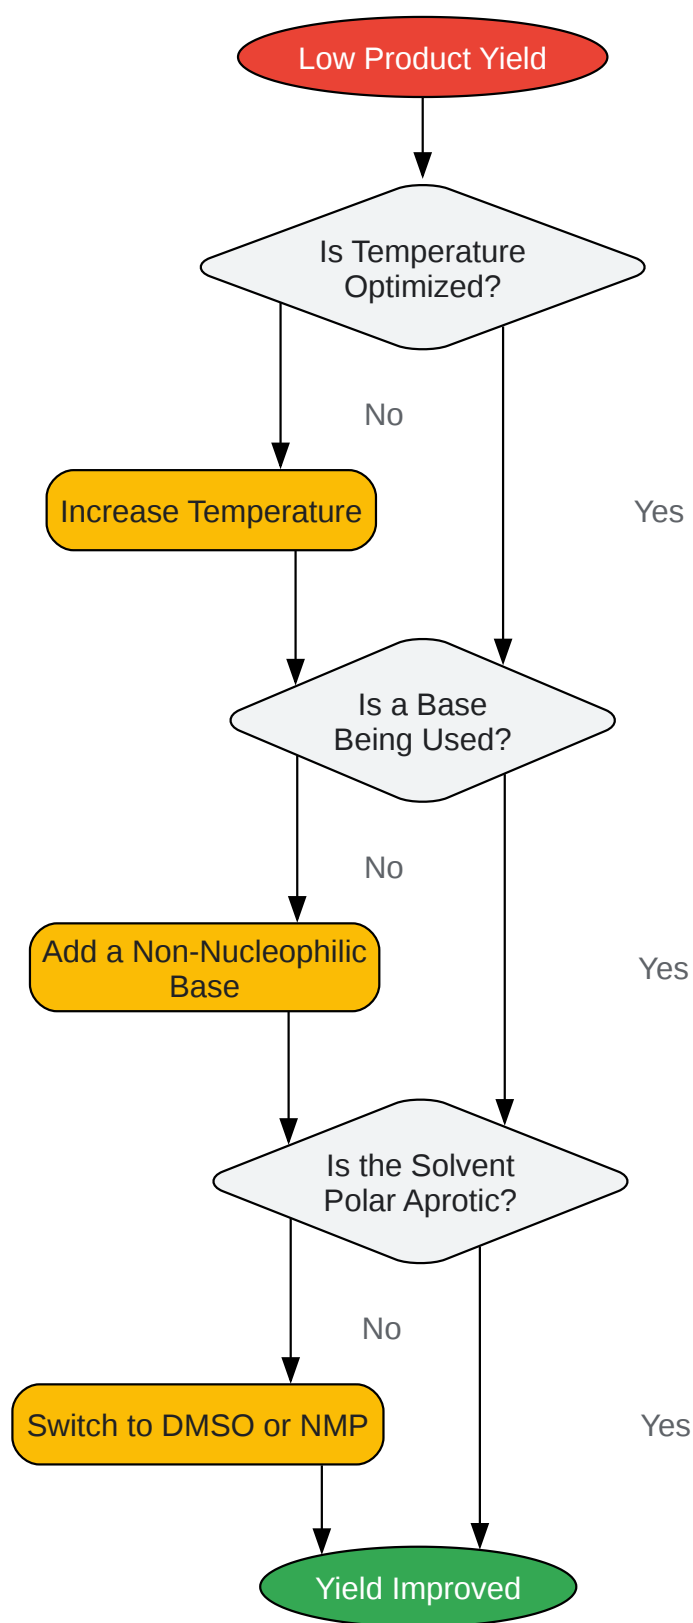 Low Product Yield
Is Temperature
Optimized?
No
Increase Temperature
Yes
Is a Base
Being Used?
No
Add a Non-Nucleophilic
Base
Yes
Is the Solvent
Polar Aprotic?
No
Switch to DMSO or NMP
Yes
Yield Improved